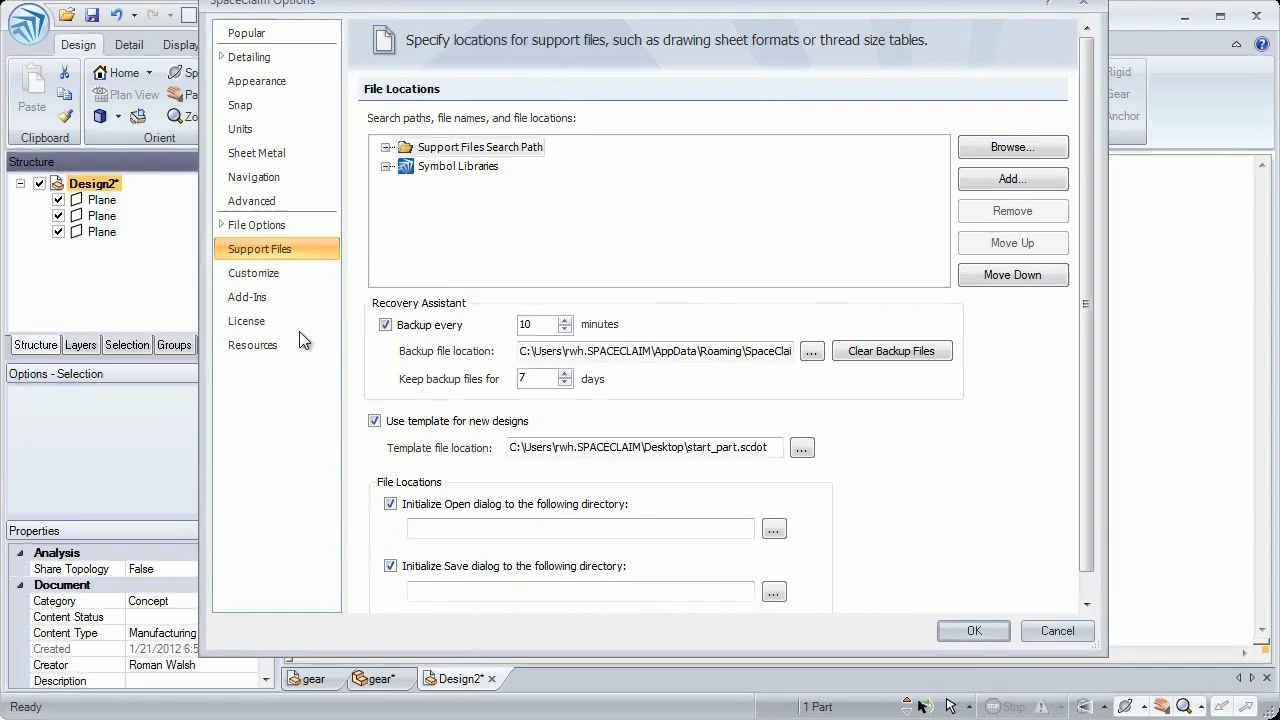 SpaceClaim Options
Design
Detail
Display
Paste
Clipboard
Home
Plan View
Sp
Pa
Zo
Orient
Rigid
Gear
Anchor
Structure
Design2*
Plane
Plane
Plane
Structure
Layers
Selection
Groups
Options - Selection
Properties
Analysis
Share Topology False
Document
Category Concept
Content Status
Content Type Manufacturing
Created 1/21/2012 6:5
Creator Roman Walsh
Description
Popular
Detailing
Appearance
Snap
Units
Sheet Metal
Navigation
Advanced
File Options
Support Files
Customize
Add-Ins
License
Resources
Specify locations for support files, such as drawing sheet formats or thread size tables.
File Locations
Search paths, file names, and file locations:
Support Files Search Path
Symbol Libraries
Browse...
Add...
Remove
Move Up
Move Down
Recovery Assistant
Backup every 10 minutes
Backup file location: C:\Users\rwh.SPACECLAIM\AppData\Roaming\SpaceClai ... Clear Backup Files
Keep backup files for 7 days
Use template for new designs
Template file location: C:\Users\rwh.SPACECLAIM\Desktop\start_part.scdot ...
File Locations
Initialize Open dialog to the following directory:
...
Initialize Save dialog to the following directory:
...
OK
Cancel
gear
gear*
Design2*
Ready
1 Part
Stop